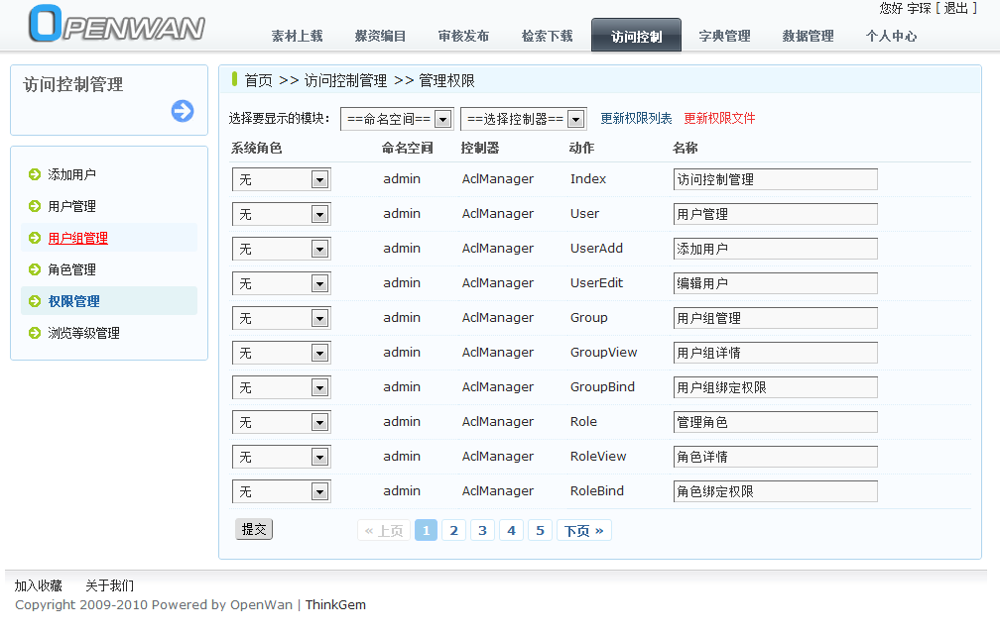 您好 宇琛 [ 退出 ]
OPENWAN
素材上载 媒资编目 审核发布 检索下载 访问控制 字典管理 数据管理 个人中心
访问控制管理
添加用户
用户管理
用户组管理
角色管理
权限管理
浏览等级管理
首页 >> 访问控制管理 >> 管理权限
选择要显示的模块: ==命名空间== ==选择控制器== 更新权限列表 更新权限文件
系统角色 命名空间 控制器 动作 名称
无 admin AclManager Index 访问控制管理
无 admin AclManager User 用户管理
无 admin AclManager UserAdd 添加用户
无 admin AclManager UserEdit 编辑用户
无 admin AclManager Group 用户组管理
无 admin AclManager GroupView 用户组详情
无 admin AclManager GroupBind 用户组绑定权限
无 admin AclManager Role 管理角色
无 admin AclManager RoleView 角色详情
无 admin AclManager RoleBind 角色绑定权限
提交 « 上页 1 2 3 4 5 下页 »
加入收藏 关于我们
Copyright 2009-2010 Powered by OpenWan | ThinkGem